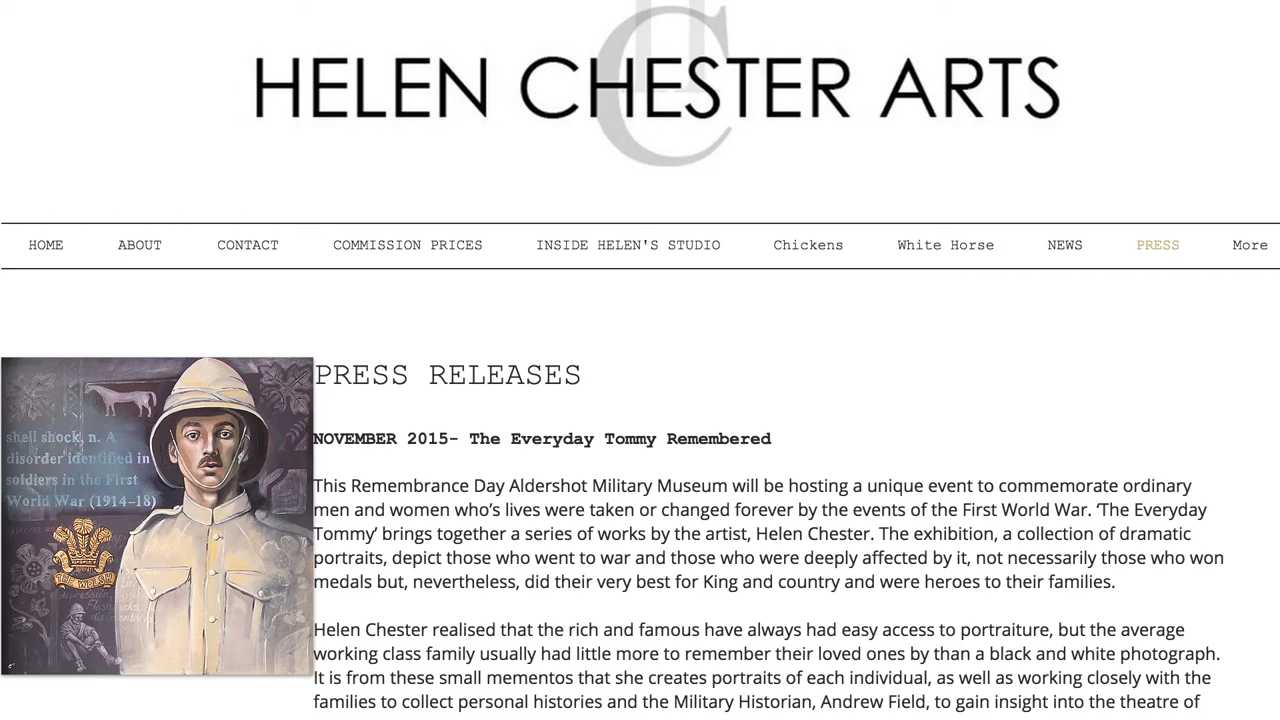 HELEN CHESTER ARTS
HOME ABOUT CONTACT COMMISSION PRICES INSIDE HELEN'S STUDIO Chickens White Horse NEWS PRESS More
PRESS RELEASES
shell shock, n. A
disorder identified in
soldiers in the First
World War (1914-18)
THE WELSH
depression,
Flashbacks,
NOVEMBER 2015- The Everyday Tommy Remembered
This Remembrance Day Aldershot Military Museum will be hosting a unique event to commemorate ordinary
men and women who’s lives were taken or changed forever by the events of the First World War. ‘The Everyday
Tommy’ brings together a series of works by the artist, Helen Chester. The exhibition, a collection of dramatic
portraits, depict those who went to war and those who were deeply affected by it, not necessarily those who won
medals but, nevertheless, did their very best for King and country and were heroes to their families.
Helen Chester realised that the rich and famous have always had easy access to portraiture, but the average
working class family usually had little more to remember their loved ones by than a black and white photograph.
It is from these small mementos that she creates portraits of each individual, as well as working closely with the
families to collect personal histories and the Military Historian, Andrew Field, to gain insight into the theatre of